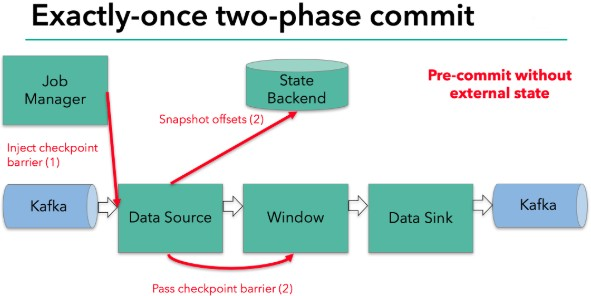 Exactly-once two-phase commit
Job
Manager
State
Backend
Pre-commit without
external state
Snapshot offsets (2)
Inject checkpoint
barrier (1)
Kafka
Data Source
Window
Data Sink
Kafka
Pass checkpoint barrier (2)